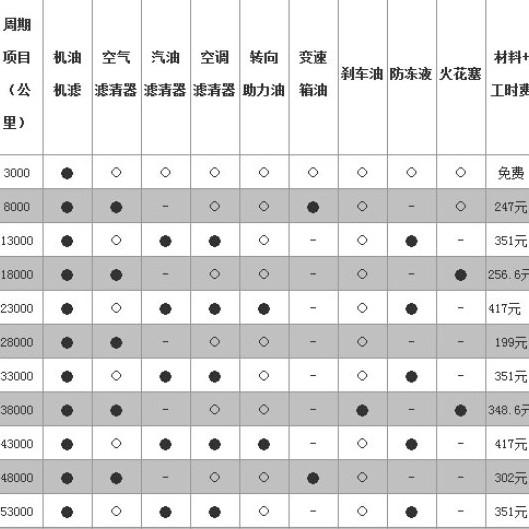 周期项目（公里） 机油机滤 空气滤清器 汽油滤清器 空调滤清器 转向助力油 变速箱油 刹车油 防冻液 火花塞 材料+工时费
3000 ● ○ ○ ○ ○ ○ ○ ○ ○ 免费
8000 ● ● - ○ ○ ● ○ - ○ 247元
13000 ● ○ ● ● ○ - ○ ● - 351元
18000 ● ● - ○ ○ - ○ - ● 256.6元
23000 ● ○ ● ● ● - ○ ● - 417元
28000 ● ● - ○ ○ - ○ - - 199元
33000 ● ○ ● ● ○ - ○ ● - 351元
38000 ● ● - ○ ○ - ● - ● 348.6元
43000 ● ○ ● ● ● - ○ ● - 417元
48000 ● ● - ○ ○ ● ○ - - 302元
53000 ● ○ ● ● ○ - ○ ● - 351元